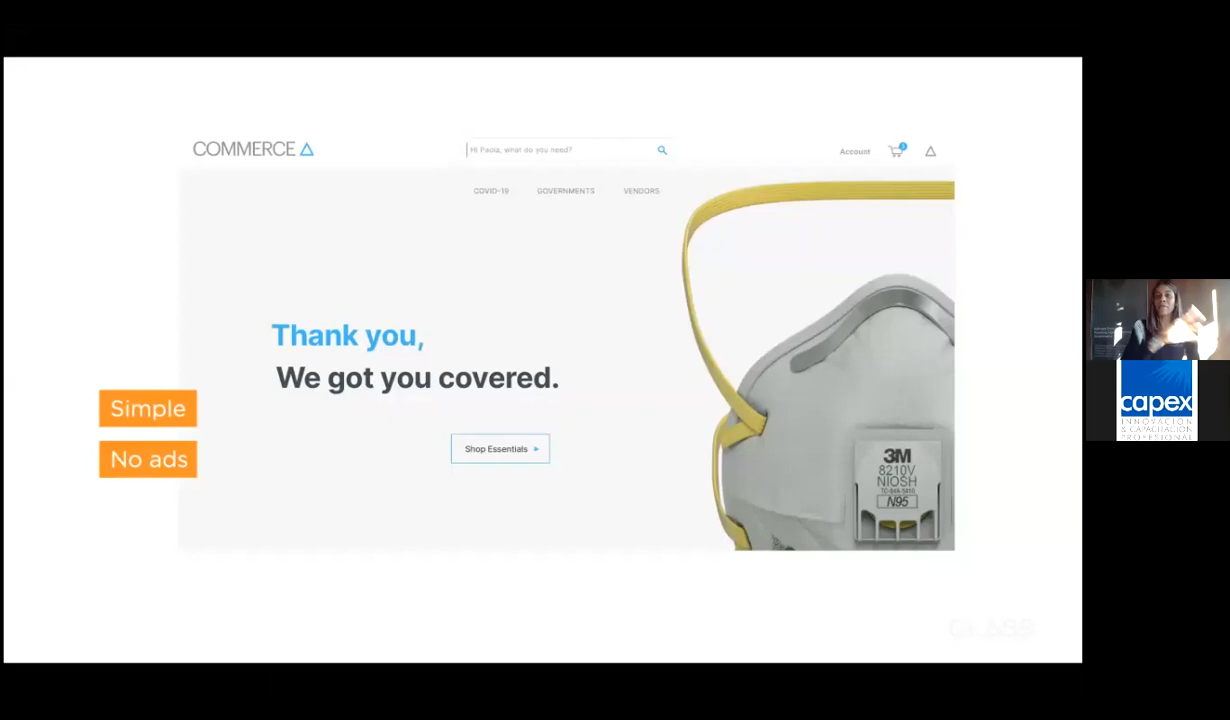 COMMERCE
Hi Paola, what do you need?
Account
3
COVID-19
GOVERNMENTS
VENDORS
Thank you,
We got you covered.
Simple
Shop Essentials
No ads
3M
8210V
NIOSH
N95
capex
INNOVACIÓN
& CAPACITACIÓN
PROFESIONAL